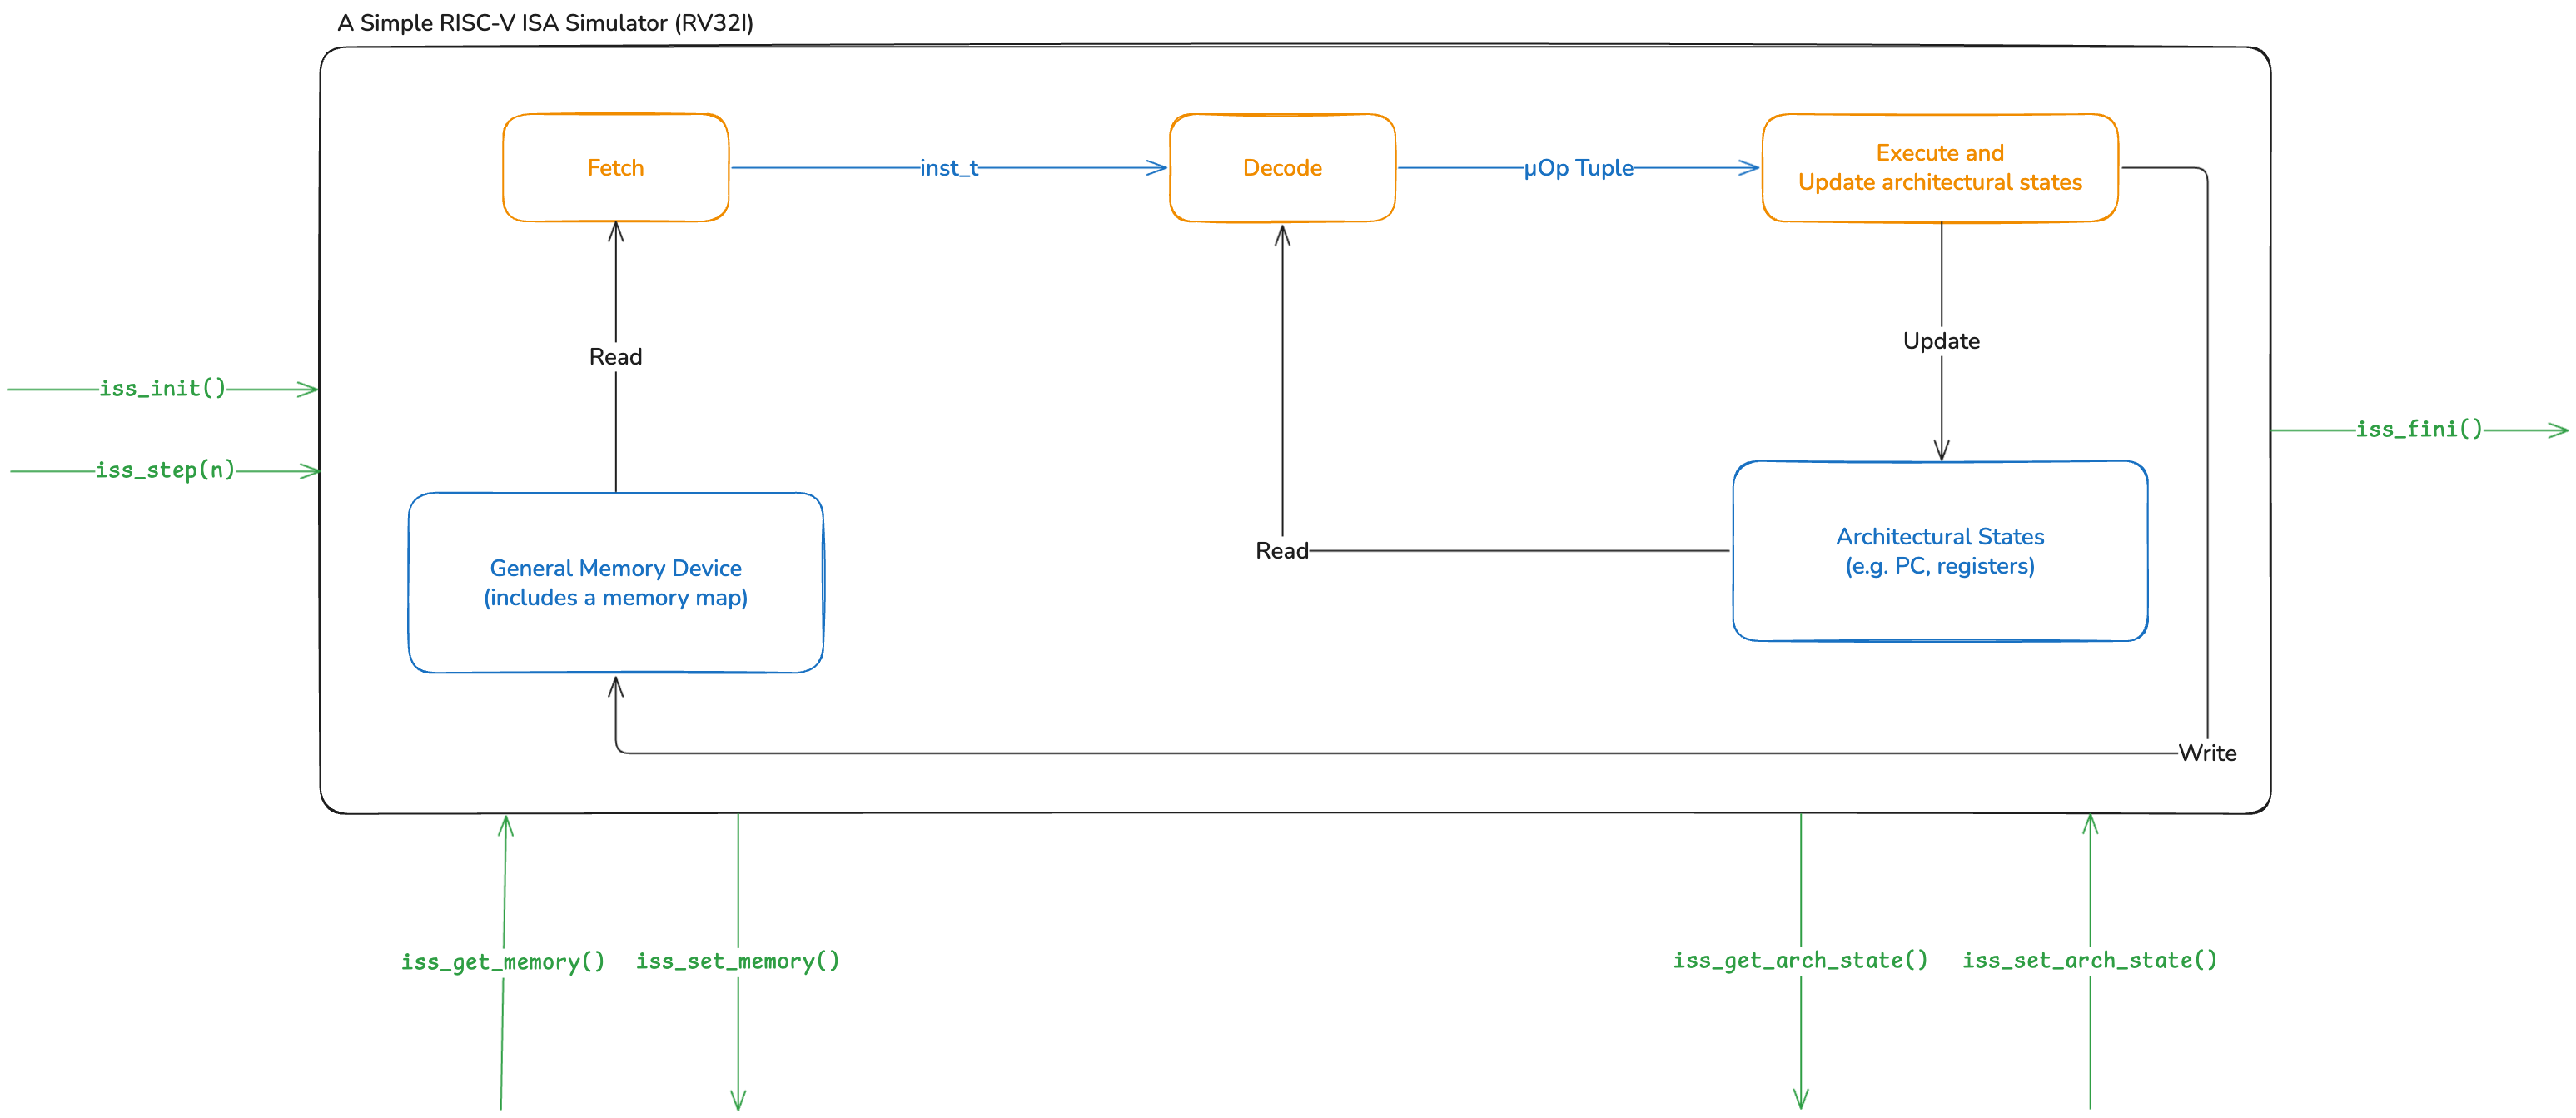 A Simple RISC-V ISA Simulator (RV32I)
Fetch
inst_t
Decode
µOp Tuple
Execute and
Update architectural states
Read
Update
iss_init()
iss_step(n)
iss_fini()
General Memory Device
(includes a memory map)
Read
Architectural States
(e.g. PC, registers)
Write
iss_get_memory()
iss_set_memory()
iss_get_arch_state()
iss_set_arch_state()